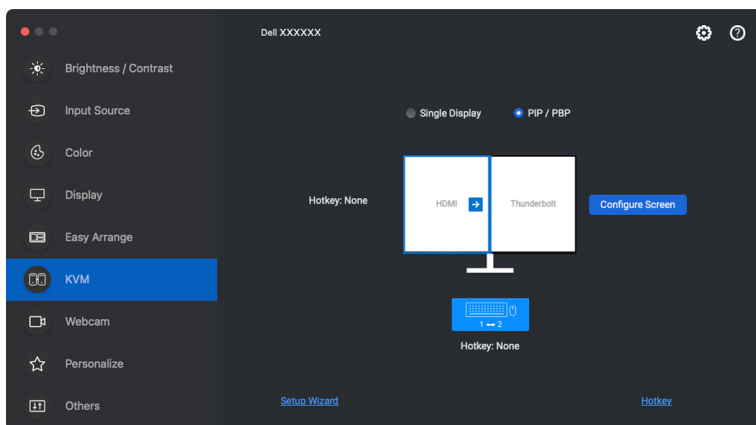 Dell XXXXXX
Brightness / Contrast
Input Source
Color
Display
Easy Arrange
KVM
Webcam
Personalize
Others
Single Display
PIP / PBP
Hotkey: None
HDMI
Thunderbolt
Configure Screen
1 2
Hotkey: None
Setup Wizard
Hotkey